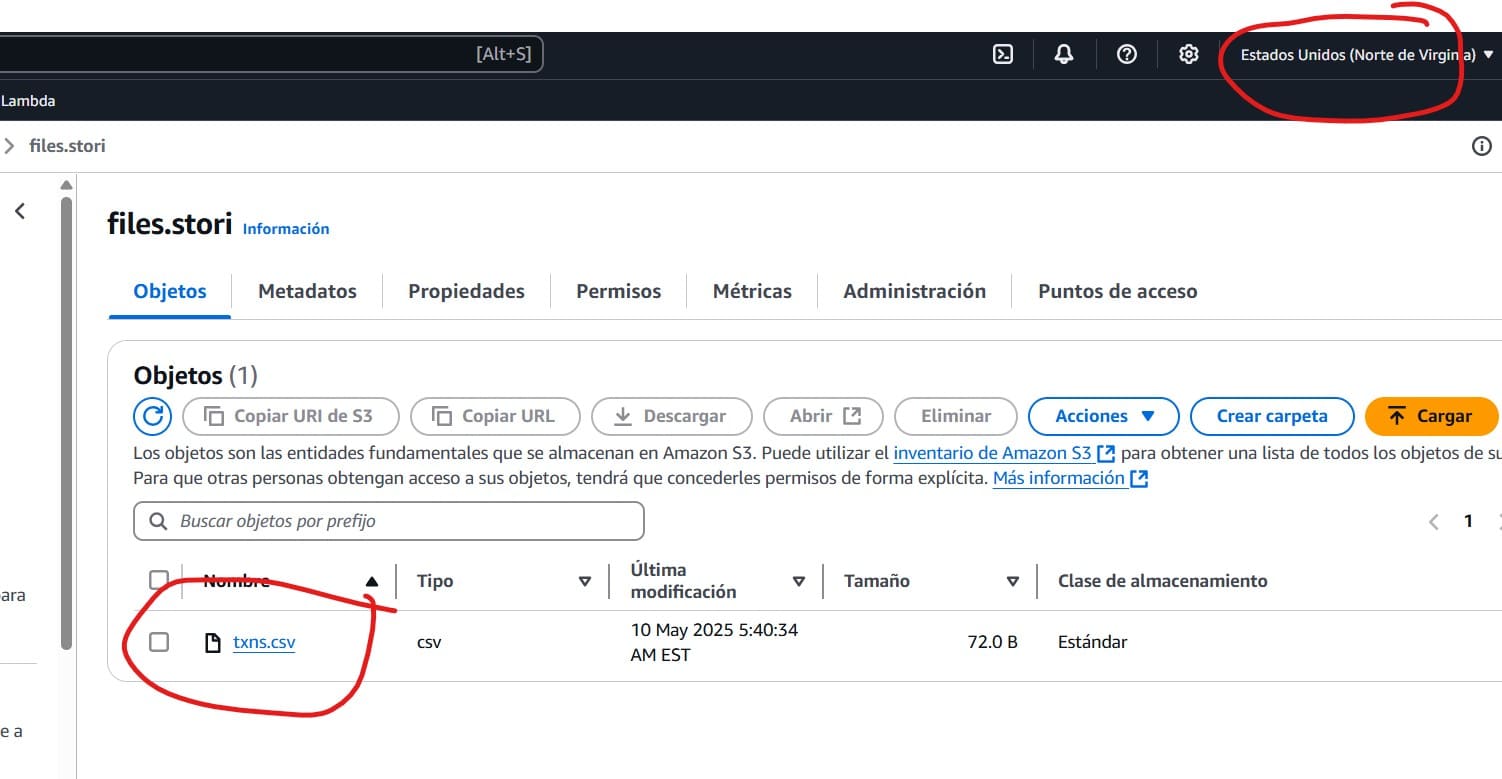 [Alt+S]
Estados Unidos (Norte de Virginia)
Lambda
files.stori
files.stori Información
Objetos
Metadatos
Propiedades
Permisos
Métricas
Administración
Puntos de acceso
Objetos (1)
Copiar URI de S3
Copiar URL
Descargar
Abrir
Eliminar
Acciones
Crear carpeta
Cargar
Los objetos son las entidades fundamentales que se almacenan en Amazon S3. Puede utilizar el inventario de Amazon S3 para obtener una lista de todos los objetos de su
Para que otras personas obtengan acceso a sus objetos, tendrá que concederles permisos de forma explícita. Más información
Buscar objetos por prefijo
1
Nombre
Tipo
Última
modificación
Tamaño
Clase de almacenamiento
ara
txns.csv
csv
10 May 2025 5:40:34
AM EST
72.0 B
Estándar
e a